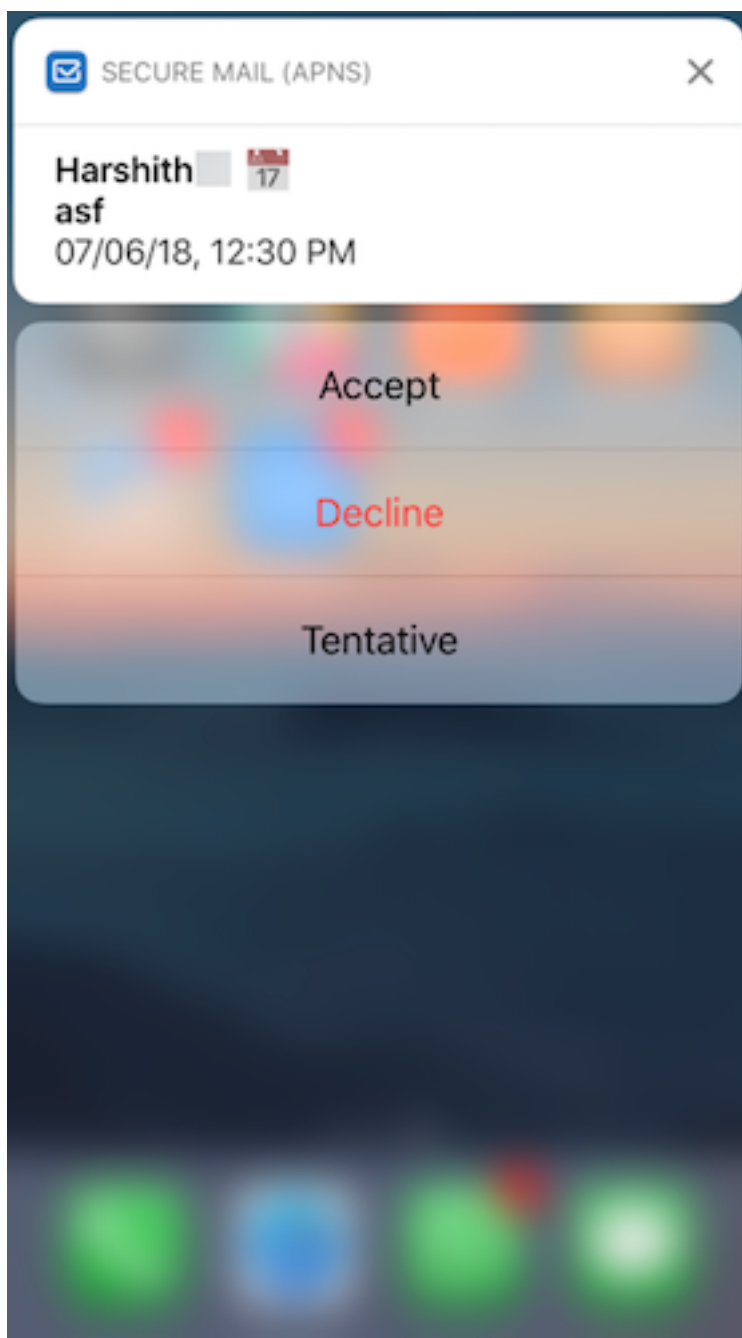 SECURE MAIL (APNS)
Harshith 17
asf
07/06/18, 12:30 PM
Accept
Decline
Tentative